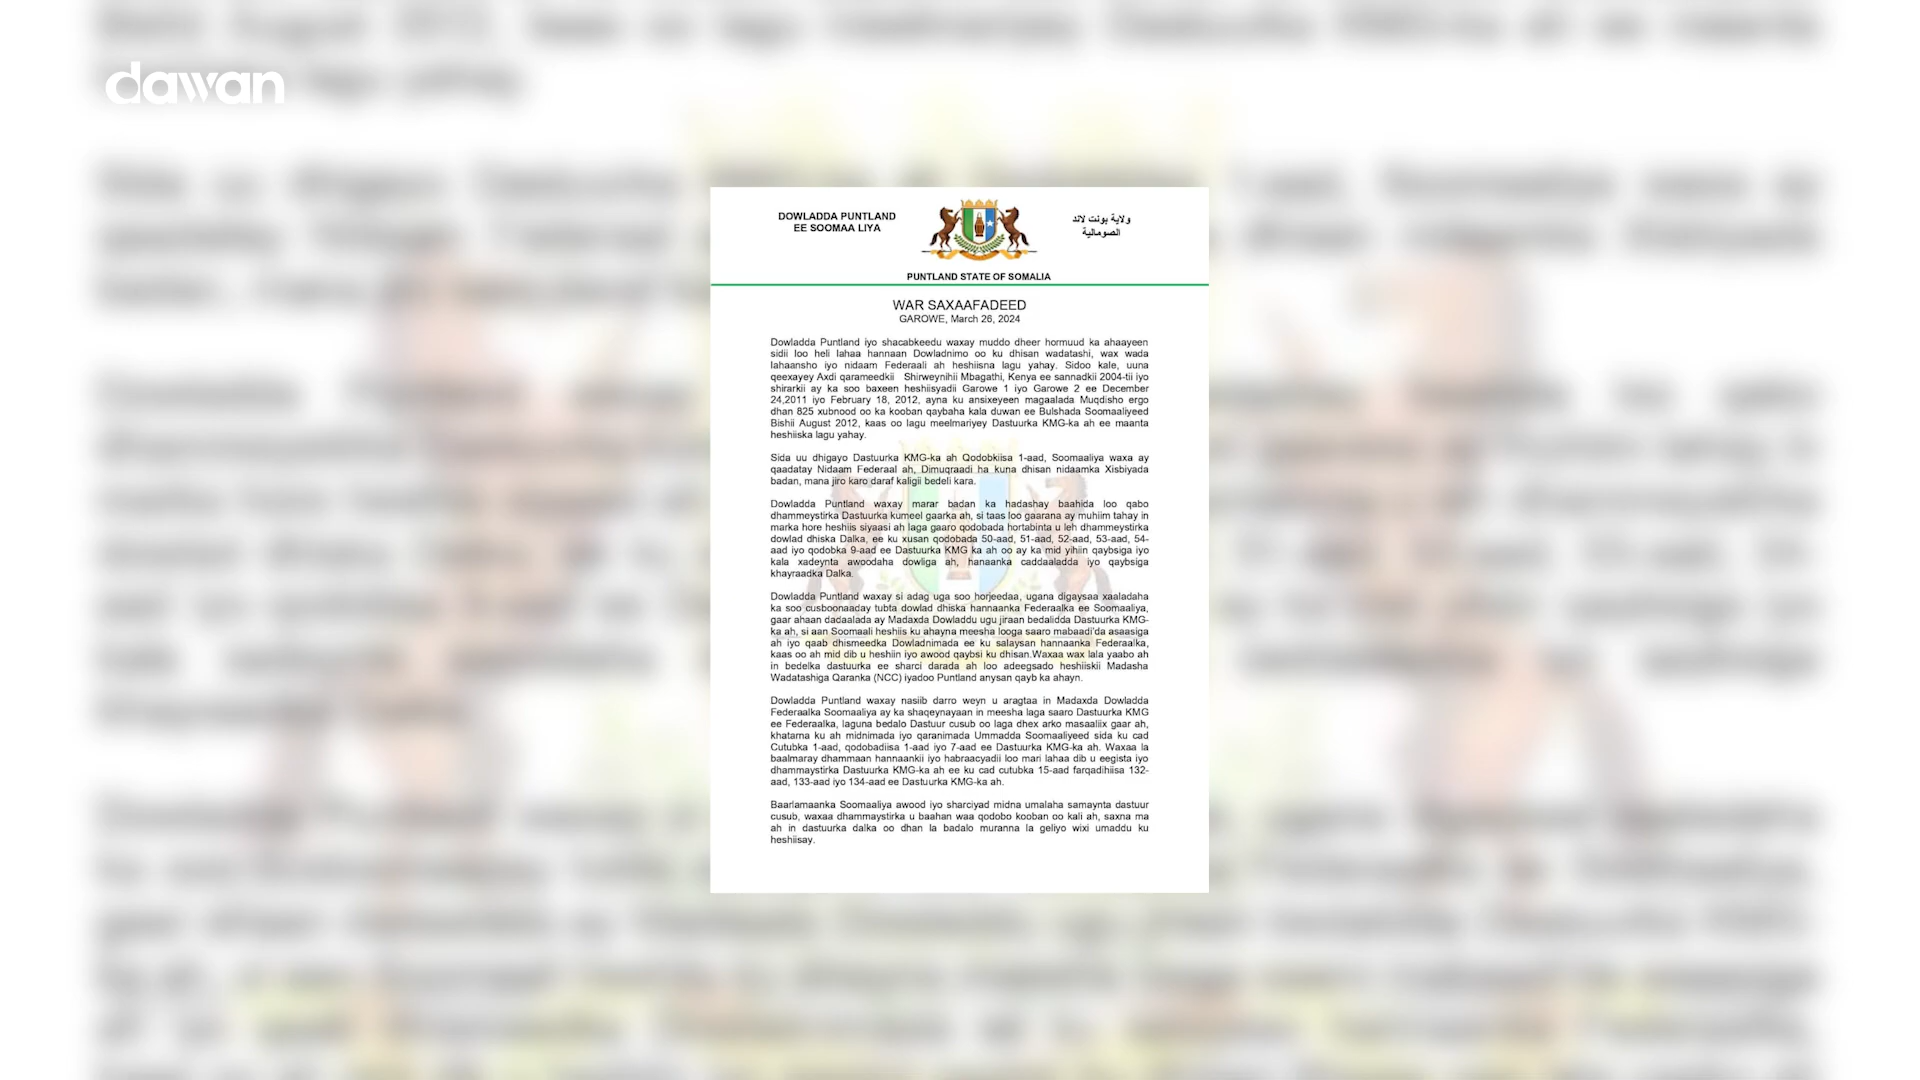 dawan
DOWLADDA PUNTLAND
EE SOOMAA LIYA
ولاية بونت لاند
الصومالية
PUNTLAND STATE OF SOMALIA
WAR SAXAAFADEED
GAROWE, March 26, 2024
Dowladda Puntland iyo shacabkeedu waxay muddo dheer hormuud ka ahaayeen
sidii loo heli lahaa hannaan Dowladnimo oo ku dhisan wadatashi, wax wada
lahaansho iyo nidaam Federaali ah heshiisna lagu yahay. Sidoo kale, uuna
qeexayey Axdi qarameedkii Shirweynihii Mbagathi, Kenya ee sannadkii 2004-tii iyo
shirarkii ay ka soo baxeen heshiisyadii Garowe 1 iyo Garowe 2 ee December
24,2011 iyo February 18, 2012, ayna ku ansixeyeen magaalada Muqdisho ergo
dhan 825 xubnood oo ka kooban qaybaha kala duwan ee Bulshada Soomaaliyeed
Bishii August 2012, kaas oo lagu meelmariyey Dastuurka KMG-ka ah ee maanta
heshiiska lagu yahay.
Sida uu dhigayo Dastuurka KMG-ka ah Qodobkiisa 1-aad, Soomaaliya waxa ay
qaadatay Nidaam Federaal ah, Dimuqraadi ha kuna dhisan nidaamka Xisbiyada
badan, mana jiro karo daraf kaligii bedeli kara.
Dowladda Puntland waxay marar badan ka hadashay baahida loo qabo
dhammeystirka Dastuurka kumeel gaarka ah, si taas loo gaarana ay muhiim tahay in
marka hore heshiis siyaasi ah laga gaaro qodobada hortabinta u leh dhammeystirka
dowlad dhiska Dalka, ee ku xusan qodobada 50-aad, 51-aad, 52-aad, 53-aad, 54-
aad iyo qodobka 9-aad ee Dastuurka KMG ka ah oo ay ka mid yihiin qaybsiga iyo
kala xadeynta awoodaha dowliga ah, hanaanka caddaaladda iyo qaybsiga
khayraadka Dalka.
Dowladda Puntland waxay si adag uga soo horjeedaa, ugana digaysaa xaaladaha
ka soo cusboonaaday tubta dowlad dhiska hannaanka Federaalka ee Soomaaliya,
gaar ahaan dadaalada ay Madaxda Dowladdu ugu jiraan bedalidda Dastuurka KMG-
ka ah, si aan Soomaali heshiis ku ahayna meesha looga saaro mabaadi'da asaasiga
ah iyo qaab dhismeedka Dowladnimada ee ku salaysan hannaanka Federaalka,
kaas oo ah mid dib u heshiin iyo awood qaybsi ku dhisan.Waxaa wax lala yaabo ah
in bedelka dastuurka ee sharci darada ah loo adeegsado heshiiskii Madasha
Wadatashiga Qaranka (NCC) iyadoo Puntland anysan qayb ka ahayn.
Dowladda Puntland waxay nasiib darro weyn u aragtaa in Madaxda Dowladda
Federaalka Soomaaliya ay ka shaqeynayaan in meesha laga saaro Dastuurka KMG
ee Federaalka, laguna bedalo Dastuur cusub oo laga dhex arko masaaliix gaar ah,
khatarna ku ah midnimada iyo qaranimada Ummadda Soomaaliyeed sida ku cad
Cutubka 1-aad, qodobadiisa 1-aad iyo 7-aad ee Dastuurka KMG-ka ah. Waxaa la
baalmaray dhammaan hannaankii iyo habraacyadii loo mari lahaa dib u eegista iyo
dhammaystirka Dastuurka KMG-ka ah ee ku cad cutubka 15-aad farqadihiisa 132-
aad, 133-aad iyo 134-aad ee Dastuurka KMG-ka ah.
Baarlamaanka Soomaaliya awood iyo sharciyad midna umalaha samaynta dastuur
cusub, waxaa dhammaystirka u baahan waa qodobo kooban oo kali ah, saxna ma
ah in dastuurka dalka oo dhan la badalo muranna la geliyo wixi umaddu ku
heshiisay.